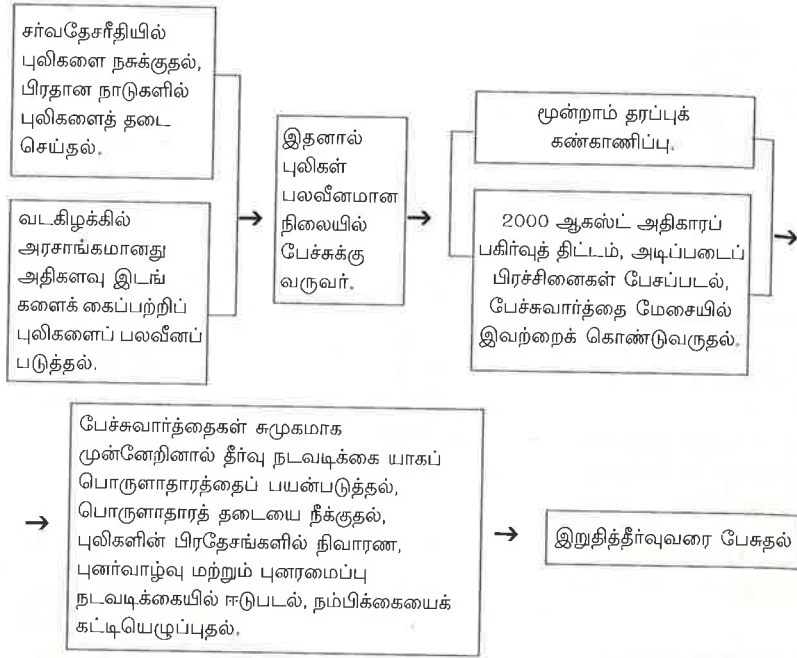 சர்வதேசரீதியில்
புலிகளை நசுக்குதல்,
பிரதான நாடுகளில்
புலிகளைத் தடை
செய்தல்.
வடகிழக்கில்
அரசாங்கமானது
அதிகளவு இடங்
களைக் கைப்பற்றிப்
புலிகளைப் பலவீனப்
படுத்தல்.
இதனால்
புலிகள்
பலவீனமான
நிலையில்
பேச்சுக்கு
வருவர்.
மூன்றாம் தரப்புக்
கண்காணிப்பு.
2000 ஆகஸ்ட் அதிகாரப்
பகிர்வுத் திட்டம், அடிப்படைப்
பிரச்சினைகள் பேசப்படல்,
பேச்சுவார்த்தை மேசையில்
இவற்றைக் கொண்டுவருதல்.
பேச்சுவார்த்தைகள் சுமுகமாக
முன்னேறினால் தீர்வு நடவடிக்கை யாகப்
பொருளாதாரத்தைப் பயன்படுத்தல்,
பொருளாதாரத் தடையை நீக்குதல்,
புலிகளின் பிரதேசங்களில் நிவாரண,
புனர்வாழ்வு மற்றும் புனரமைப்பு
நடவடிக்கையில் ஈடுபடல், நம்பிக்கையைக்
கட்டியெழுப்புதல்.
இறுதித்தீர்வுவரை பேசுதல்